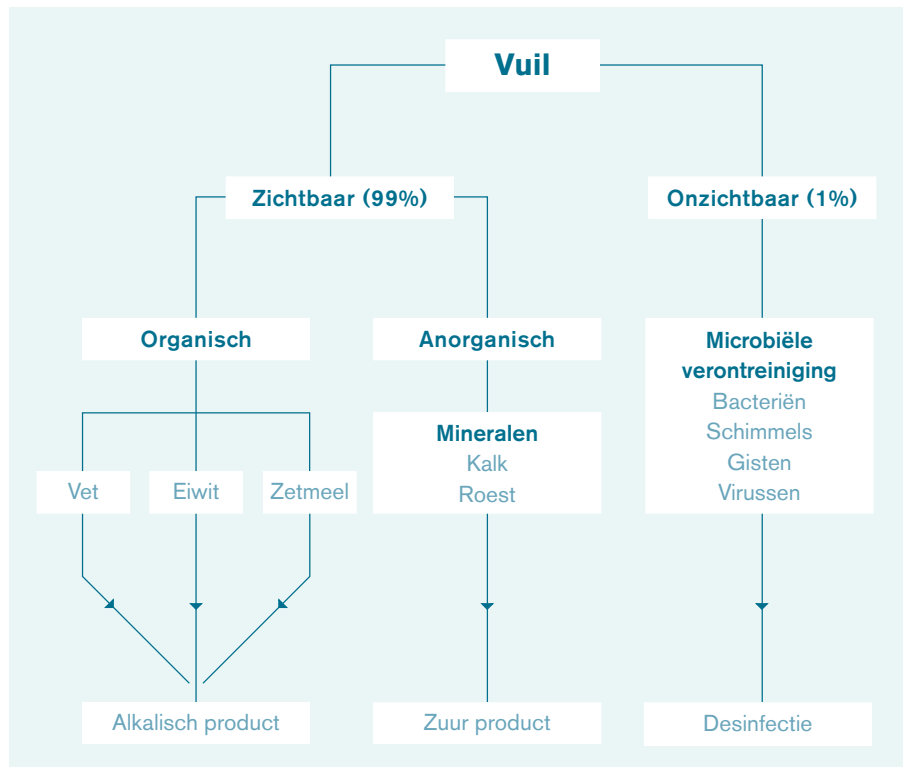 Vuil
Zichtbaar (99%)
Onzichtbaar (1%)
Organisch
Anorganisch
Microbiële
verontreiniging
Bacteriën
Schimmels
Gisten
Virussen
Mineralen
Kalk
Roest
Vet
Eiwit
Zetmeel
Alkalisch product
Zuur product
Desinfectie